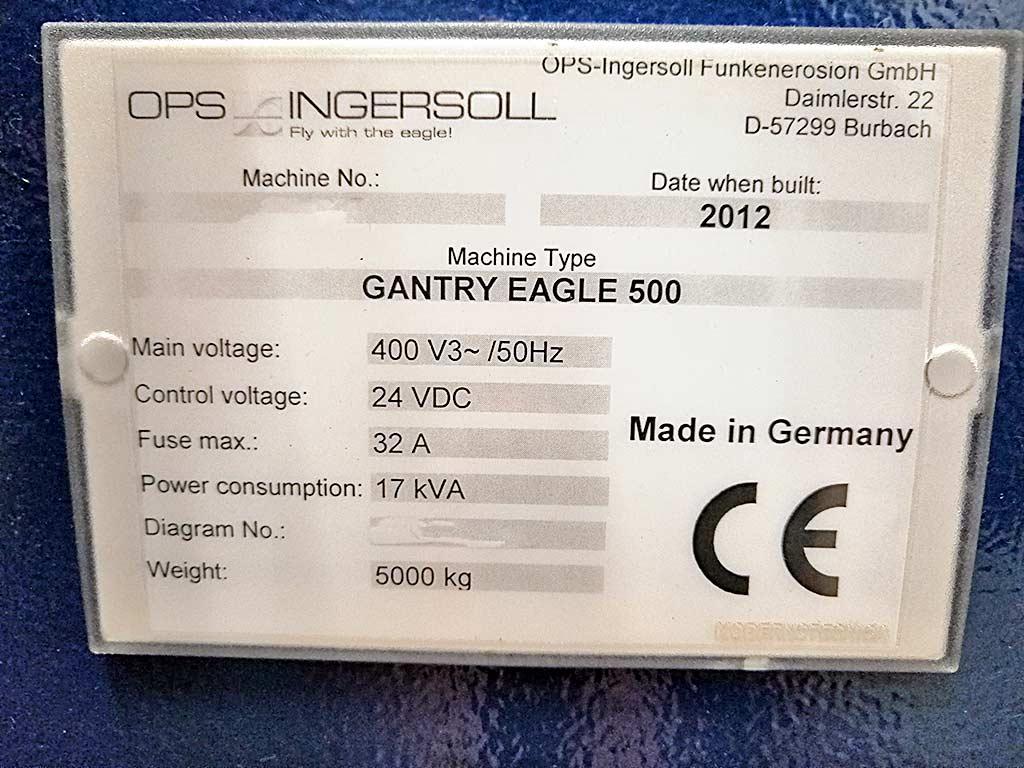 OPS-Ingersoll Funkenerosion GmbH
Daimlerstr. 22
D-57299 Burbach
OPS INGERSOLL
Fly with the eagle!
Machine No.:
Date when built:
2012
Machine Type
GANTRY EAGLE 500
Main voltage: 400 V3~ /50Hz
Control voltage: 24 VDC
Fuse max.: 32 A
Power consumption: 17 kVA
Diagram No.:
Weight: 5000 kg
Made in Germany
CE